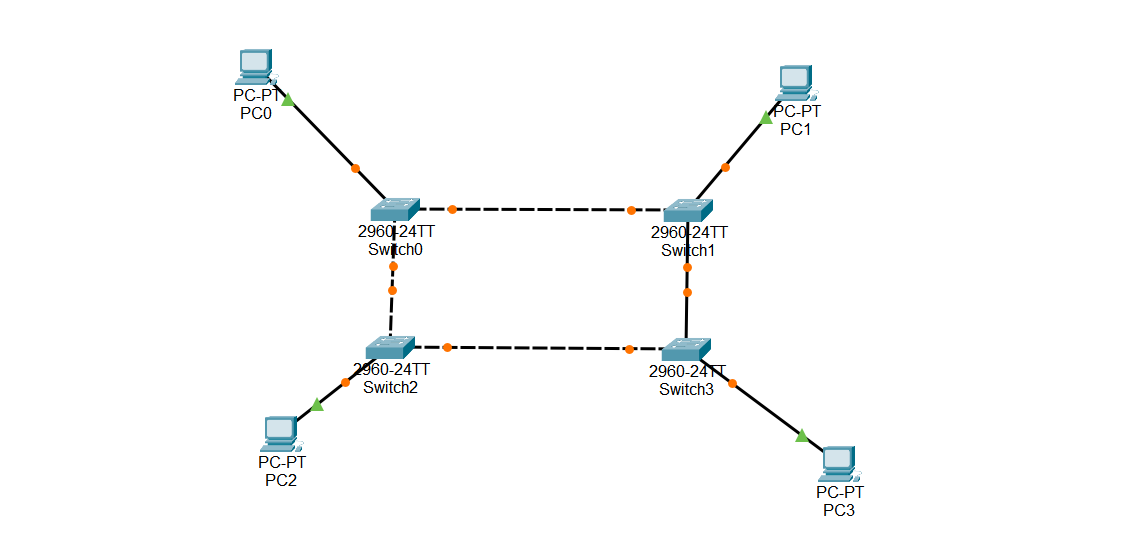 PC-PT
PC0
PC-PT
PC1
2960-24TT
Switch0
2960-24TT
Switch1
2960-24TT
Switch2
2960-24TT
Switch3
PC-PT
PC2
PC-PT
PC3